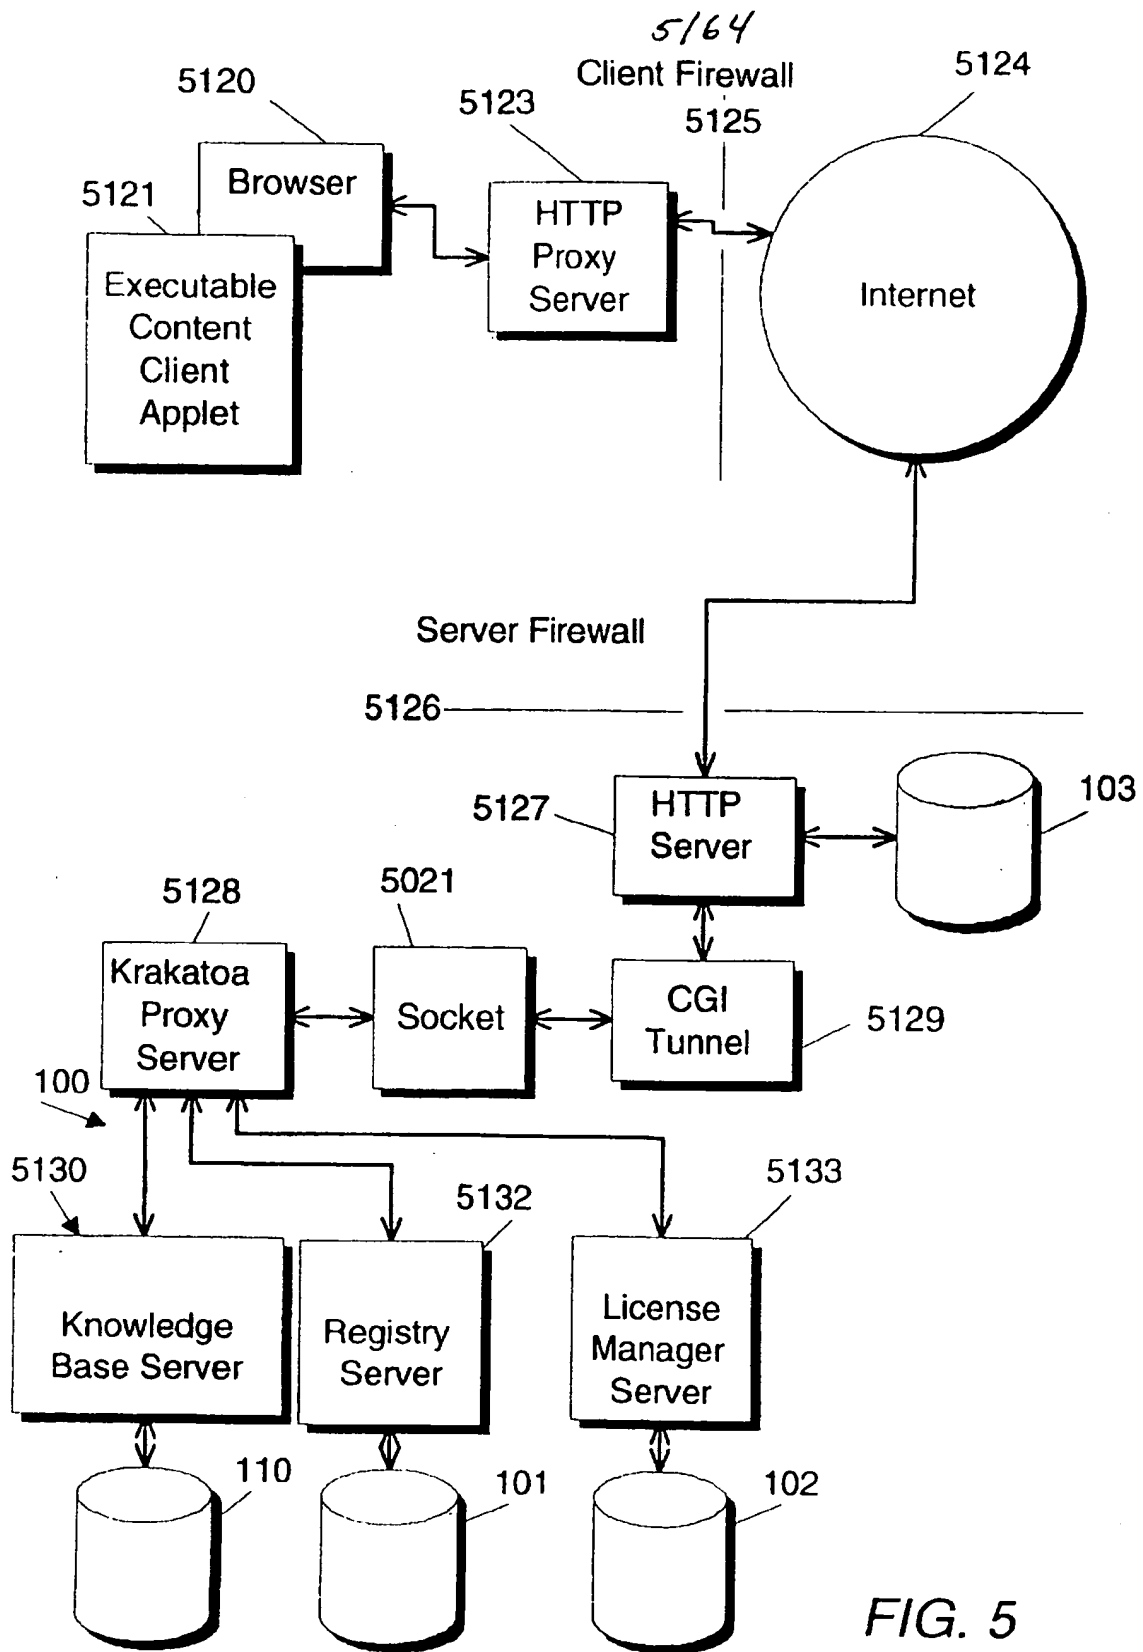 5/64
Client Firewall
5125
5120
5123
5124
5121
Browser
HTTP
Proxy
Server
Internet
Executable
Content
Client
Applet
Server Firewall
5126
5127
HTTP
Server
103
5128
5021
Krakatoa
Proxy
Server
Socket
CGI
Tunnel
5129
100
5130
5132
5133
Knowledge
Base Server
Registry
Server
License
Manager
Server
110
101
102
FIG. 5